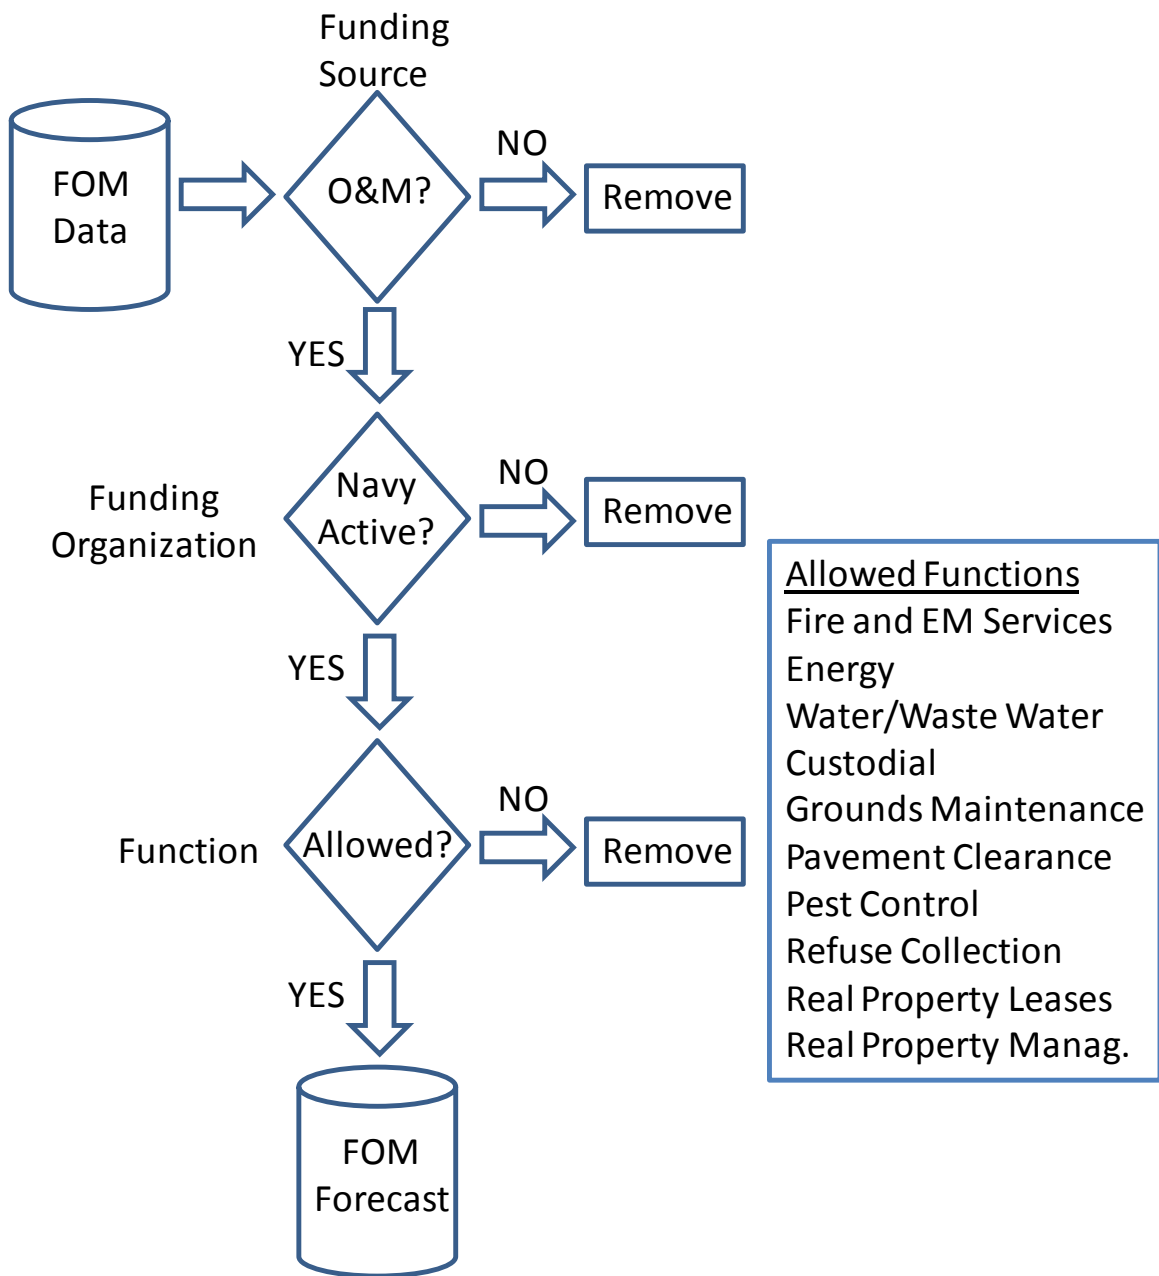 Funding
Source
FOM
Data
O&M?
NO
Remove
YES
Funding
Organization
Navy
Active?
NO
Remove
YES
Function
Allowed?
NO
Remove
YES
FOM
Forecast
Allowed Functions
Fire and EM Services
Energy
Water/Waste Water
Custodial
Grounds Maintenance
Pavement Clearance
Pest Control
Refuse Collection
Real Property Leases
Real Property Manag.